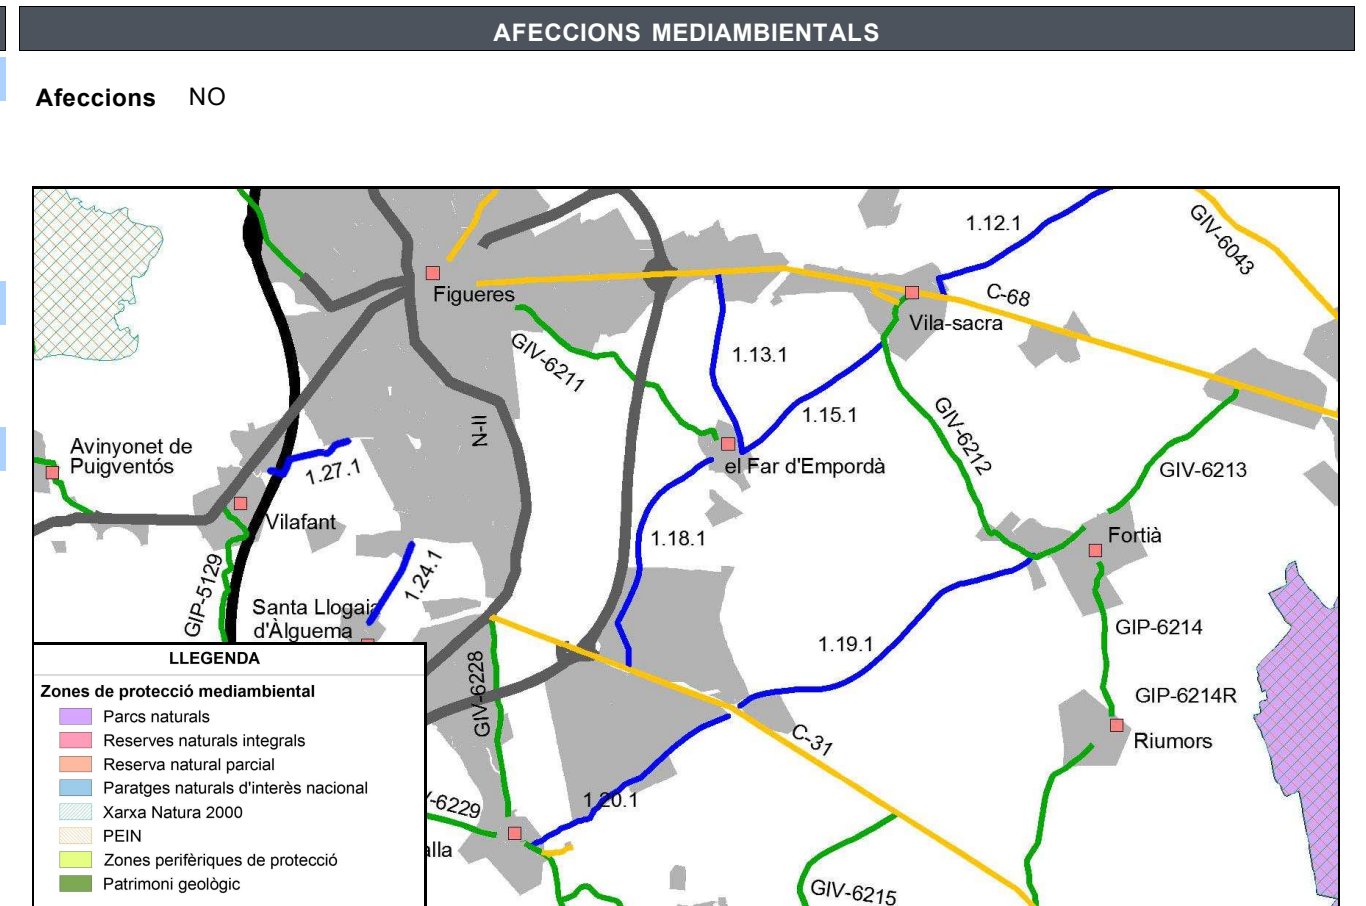 AFECCIONS MEDIAMBIENTALS
Afeccions NO
1.12.1
GIV-6043
Figueres
C-68
Vila-sacra
GIV-6211
1.13.1
1.15.1
N-II
GIV-6212
Avinyonet de
Puigventós
1.27.1
el Far d'Empordà
GIV-6213
Vilafant
1.18.1
Fortià
GIP-5129
1.24.1
Santa Llogaia
d'Àlguema
GIP-6214
1.19.1
GIV-6228
GIP-6214R
C-31
Riumors
1.20.1
-6229
alla
GIV-6215
LLEGENDA
Zones de protecció mediambiental
Parcs naturals
Reserves naturals integrals
Reserva natural parcial
Paratges naturals d'interès nacional
Xarxa Natura 2000
PEIN
Zones perifèriques de protecció
Patrimoni geològic